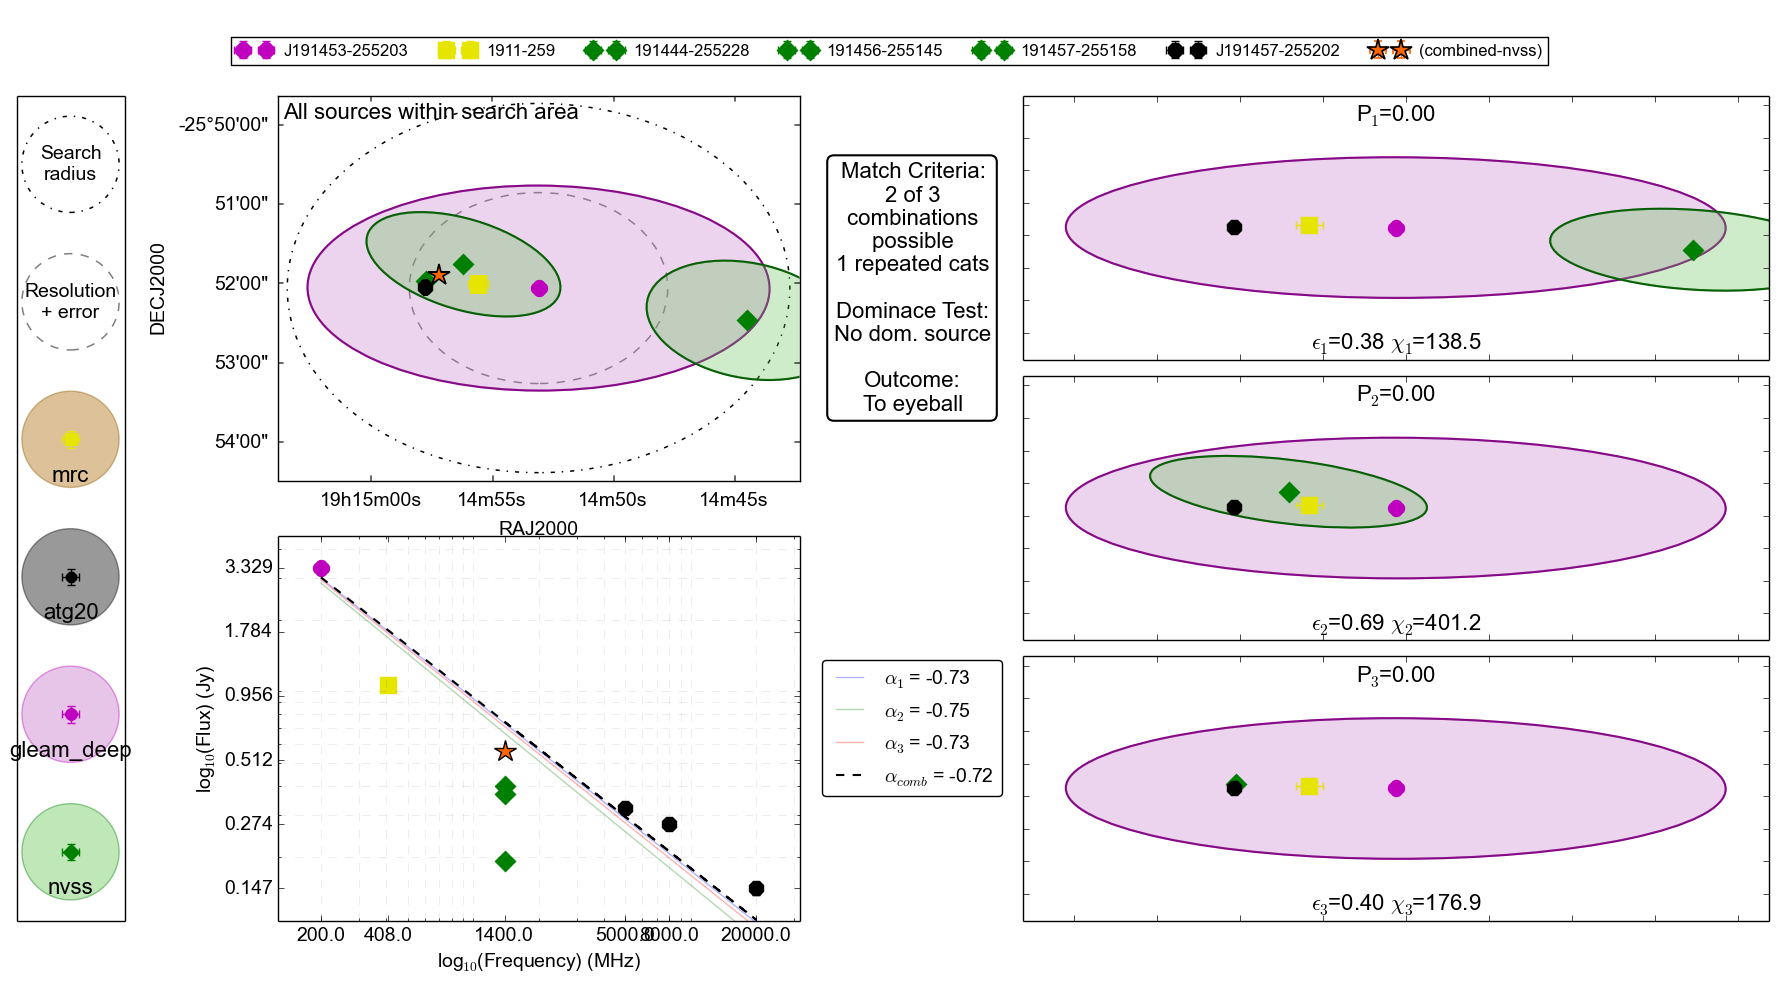 J191453-255203 1911-259 191444-255228 191456-255145 191457-255158 J191457-255202 (combined-nvss)
Search
radius
Resolution
+ error
mrc
atg20
gleam_deep
nvss
All sources within search area
DECJ2000
-25°50'00"
51'00"
52'00"
53'00"
54'00"
19h15m00s 14m55s 14m50s 14m45s
RAJ2000
Match Criteria:
2 of 3
combinations
possible
1 repeated cats
Dominace Test:
No dom. source
Outcome:
To eyeball
P1=0.00
ϵ1=0.38 χ1=138.5
P2=0.00
ϵ2=0.69 χ2=401.2
P3=0.00
ϵ3=0.40 χ3=176.9
log10(Flux) (Jy)
3.329
1.784
0.956
0.512
0.274
0.147
200.0 408.0 1400.0 5000.0 8000.0 20000.0
log10(Frequency) (MHz)
α1 = -0.73
α2 = -0.75
α3 = -0.73
αcomb = -0.72